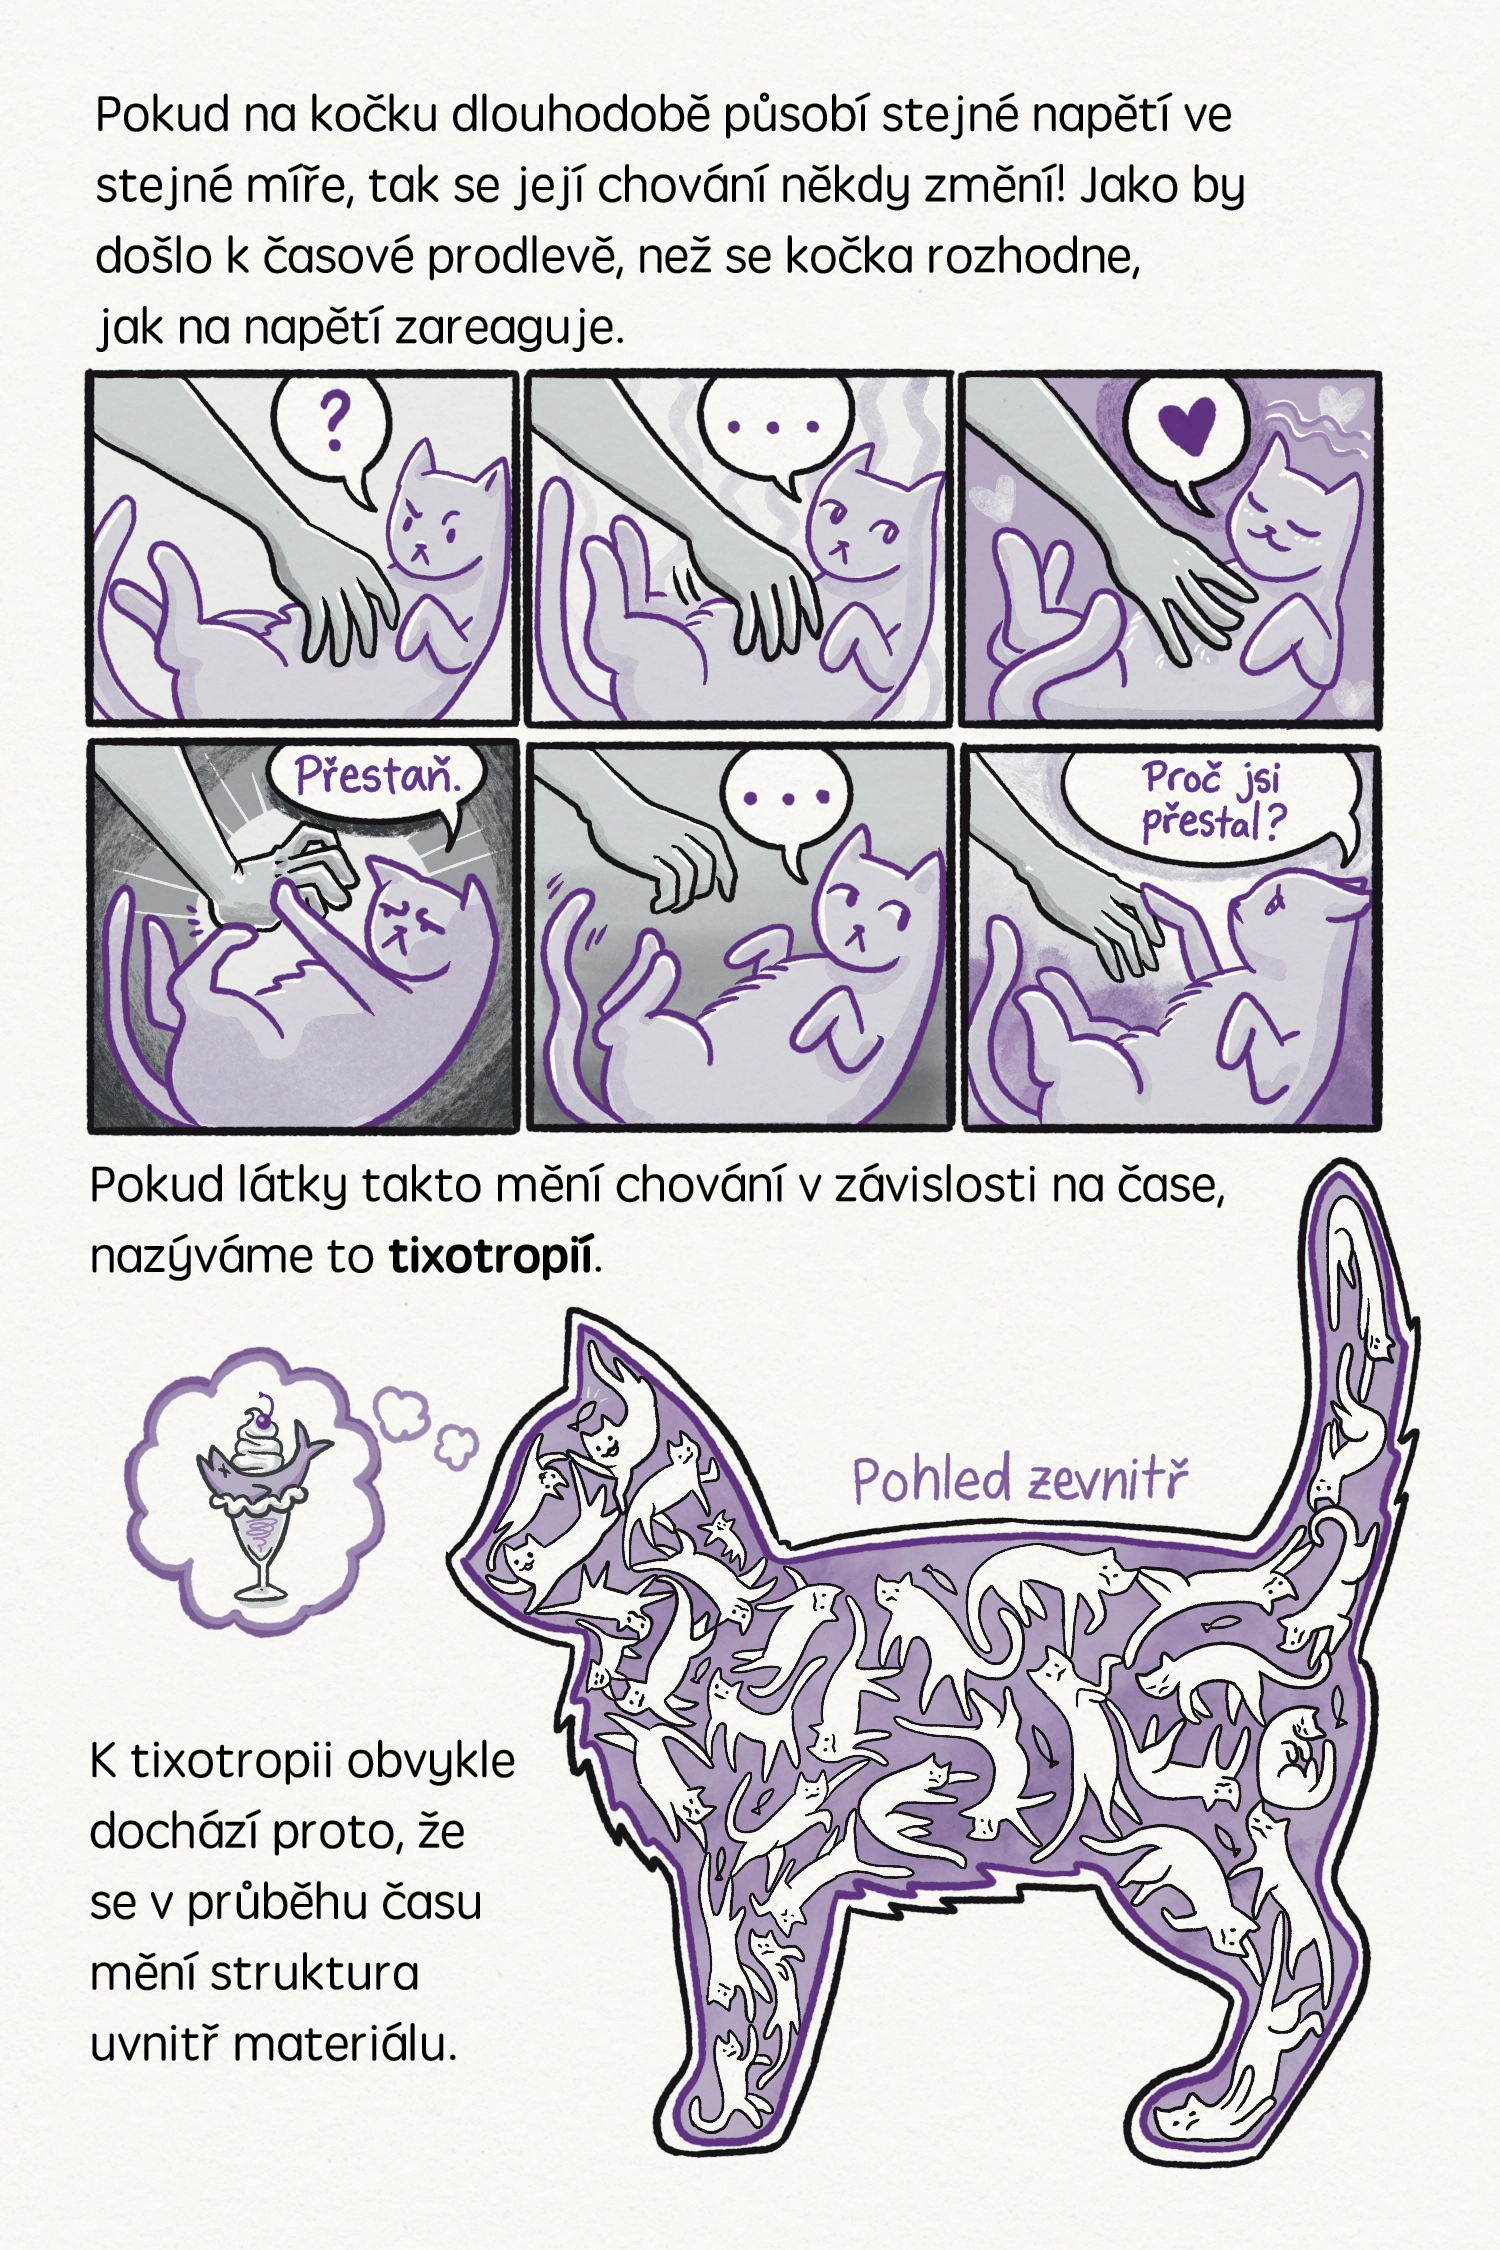 Pokud na kočku dlouhodobě působí stejné napětí ve
stejné míře, tak se její chování někdy změní! Jako by
došlo k časové prodlevě, než se kočka rozhodne,
jak na napětí zareaguje.
?
...
Přestaň.
...
Proč jsi
přestal?
Pokud látky takto mění chování v závislosti na čase,
nazýváme to tixotropií.
Pohled zevnitř
K tixotropii obvykle
dochází proto, že
se v průběhu času
mění struktura
uvnitř materiálu.